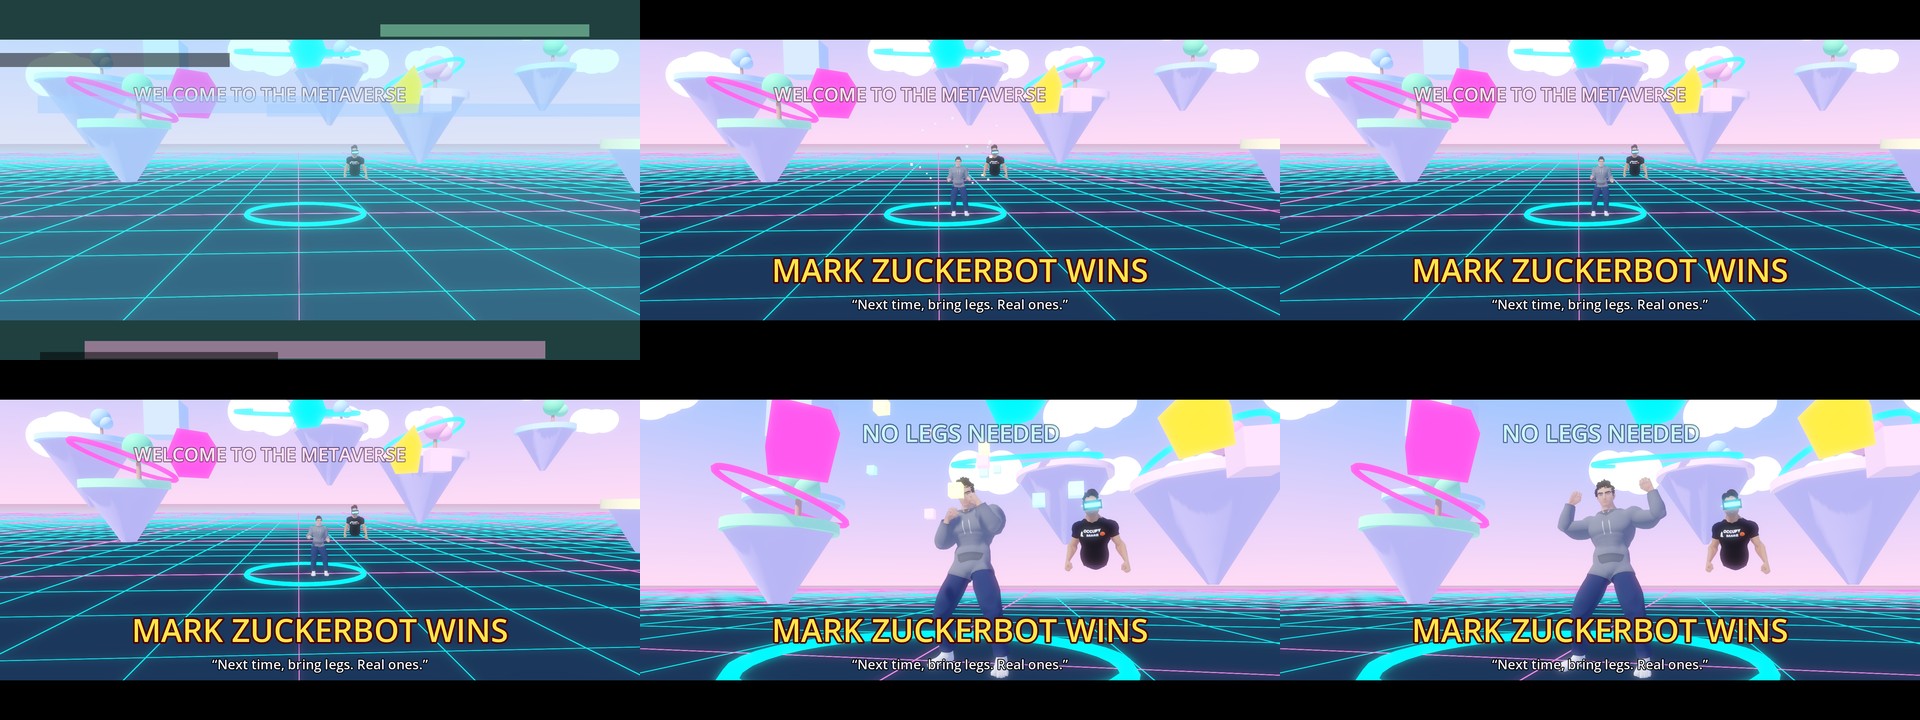 WELCOME TO THE METAVERSE
WELCOME TO THE METAVERSE
MARK ZUCKERBOT WINS
“Next time, bring legs. Real ones.”
WELCOME TO THE METAVERSE
MARK ZUCKERBOT WINS
“Next time, bring legs. Real ones.”
WELCOME TO THE METAVERSE
MARK ZUCKERBOT WINS
“Next time, bring legs. Real ones.”
NO LEGS NEEDED
OCCUPY
MARK ZUCKERBOT WINS
“Next time, bring legs. Real ones.”
NO LEGS NEEDED
OCCUPY
MARK ZUCKERBOT WINS
“Next time, bring legs. Real ones.”